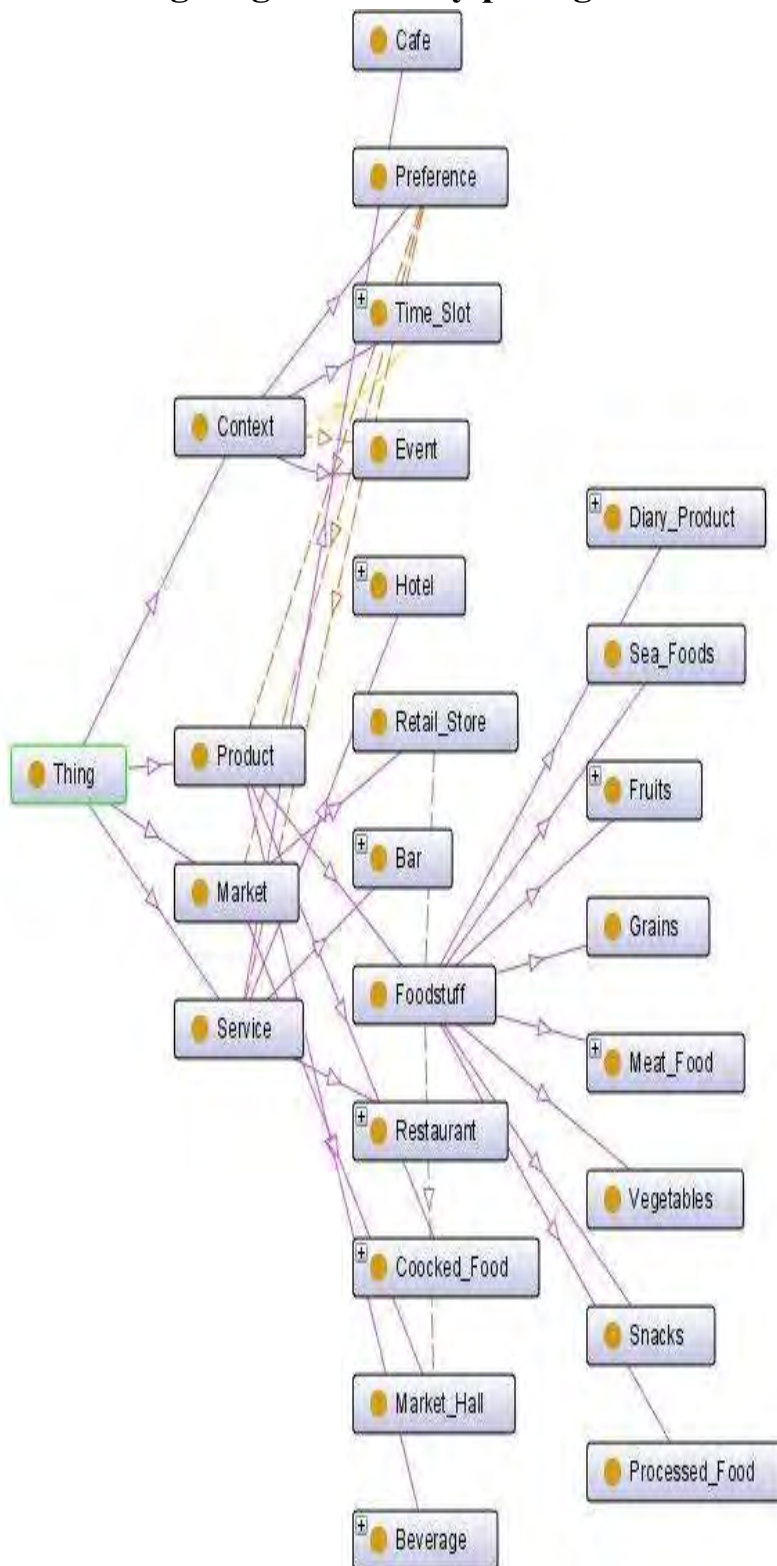 Cafe
Preference
Time_Slot
Context
Event
Diary_Product
Hotel
Sea_Foods
Retail_Store
Product
Thing
Fruits
Bar
Market
Grains
Foodstuff
Service
Meat_Food
Restaurant
Vegetables
Coocked_Food
Snacks
Market_Hall
Processed_Food
Beverage